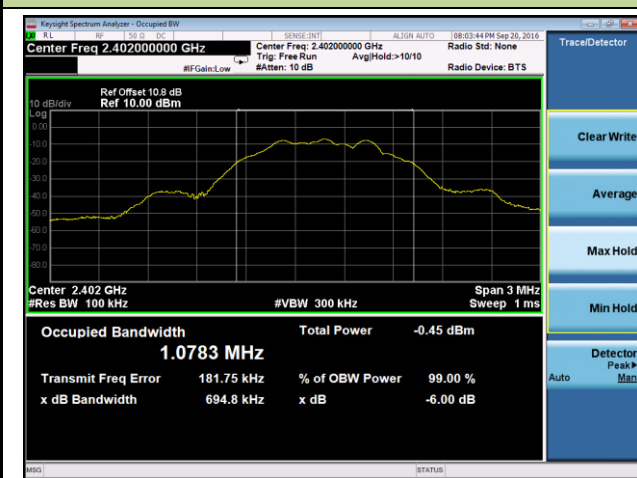 Keysight Spectrum Analyzer - Occupied BW
RL RF 50 Ω DC SENSE:INT ALIGN AUTO 08:03:44 PM Sep 20, 2016
Center Freq 2.402000000 GHz Center Freq: 2.402000000 GHz Radio Std: None
Trig: Free Run Avg|Hold:>10/10
#IFGain:Low #Atten: 10 dB Radio Device: BTS
Trace/Detector
Ref Offset 10.8 dB
10 dB/div Ref 10.00 dBm
Log
0.00
-10.0
-20.0
-30.0
-40.0
-50.0
-60.0
-70.0
-80.0
Center 2.402 GHz Span 3 MHz
#Res BW 100 kHz #VBW 300 kHz Sweep 1 ms
Occupied Bandwidth Total Power -0.45 dBm
1.0783 MHz
Transmit Freq Error 181.75 kHz % of OBW Power 99.00 %
x dB Bandwidth 694.8 kHz x dB -6.00 dB
Clear Write
Average
Max Hold
Min Hold
Detector
Peak▶
Auto Man
MSG STATUS